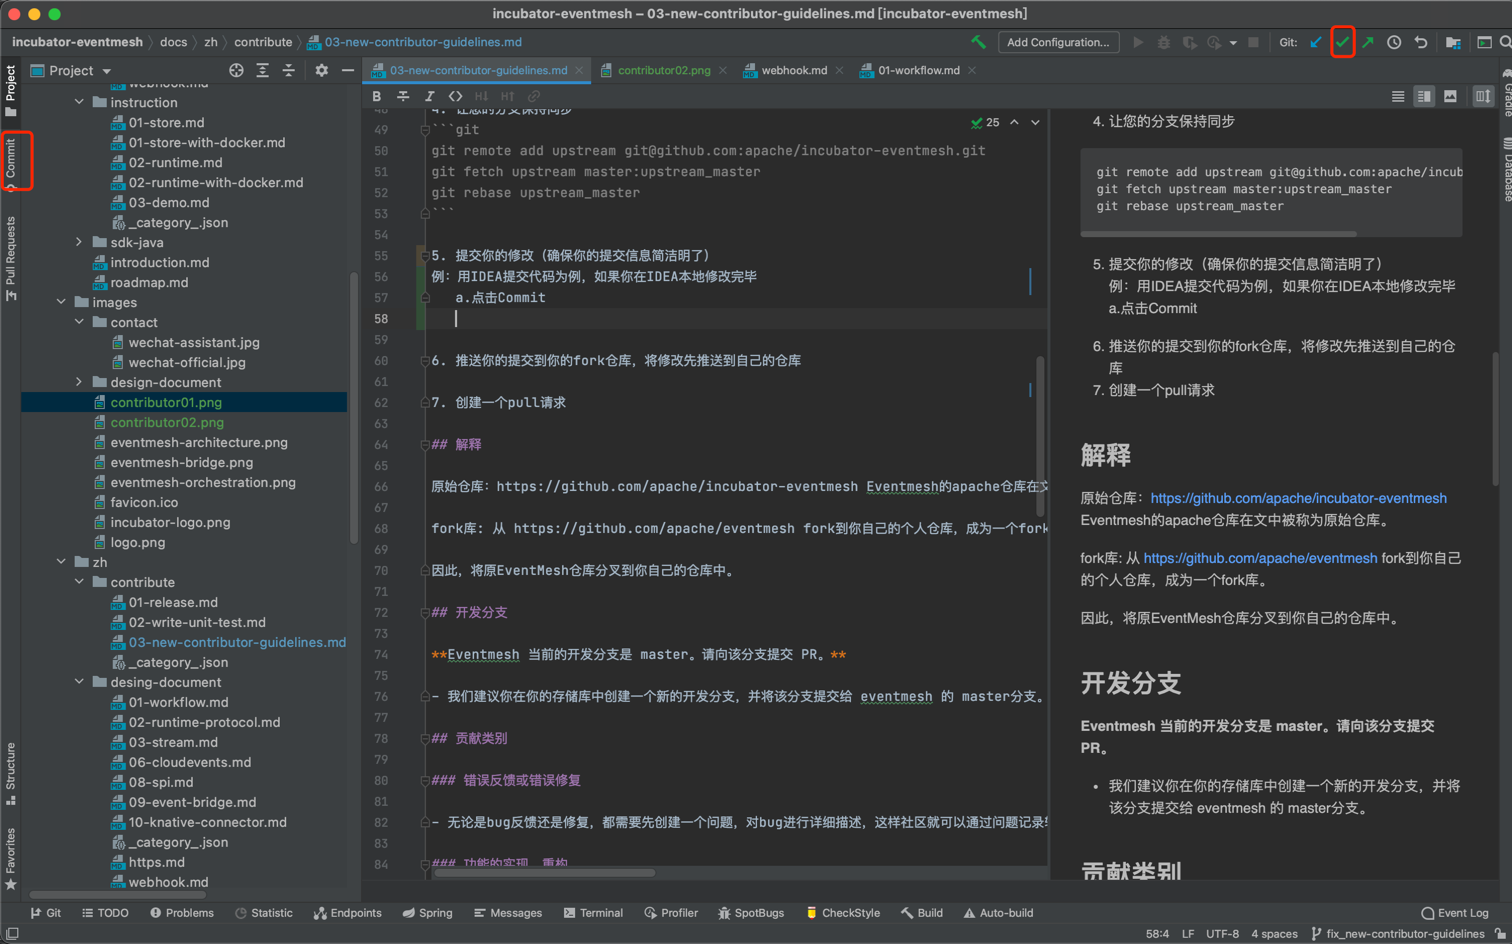 incubator-eventmesh – 03-new-contributor-guidelines.md [incubator-eventmesh]
incubator-eventmesh
docs
zh
contribute
03-new-contributor-guidelines.md
Add Configuration...
Git:
Project
Commit
Pull Requests
Structure
Favorites
Project
instruction
01-store.md
01-store-with-docker.md
02-runtime.md
02-runtime-with-docker.md
03-demo.md
_category_.json
sdk-java
introduction.md
roadmap.md
images
contact
wechat-assistant.jpg
wechat-official.jpg
design-document
contributor01.png
contributor02.png
eventmesh-architecture.png
eventmesh-bridge.png
eventmesh-orchestration.png
favicon.ico
incubator-logo.png
logo.png
zh
contribute
01-release.md
02-write-unit-test.md
03-new-contributor-guidelines.md
_category_.json
desing-document
01-workflow.md
02-runtime-protocol.md
03-stream.md
06-cloudevents.md
08-spi.md
09-event-bridge.md
10-knative-connector.md
_category_.json
https.md
webhook.md
03-new-contributor-guidelines.md
contributor02.png
webhook.md
01-workflow.md
B
I
H↓
H↑
25
48 4. 让您的分支保持同步
49 ```git
50 git remote add upstream git@github.com:apache/incubator-eventmesh.git
51 git fetch upstream master:upstream_master
52 git rebase upstream_master
53 ```
54
55 5. 提交你的修改（确保你的提交信息简洁明了）
56 例：用IDEA提交代码为例，如果你在IDEA本地修改完毕
57 a.点击Commit
58
59
60 6. 推送你的提交到你的fork仓库，将修改先推送到自己的仓库
61
62 7. 创建一个pull请求
63
64 ## 解释
65
66 原始仓库：https://github.com/apache/incubator-eventmesh Eventmesh的apache仓库在文
67
68 fork库: 从 https://github.com/apache/eventmesh fork到你自己的个人仓库，成为一个fork
69
70 因此，将原EventMesh仓库分叉到你自己的仓库中。
71
72 ## 开发分支
73
74 **Eventmesh 当前的开发分支是 master。请向该分支提交 PR。**
75
76 - 我们建议你在你的存储库中创建一个新的开发分支，并将该分支提交给 eventmesh 的 master分支。
77
78 ## 贡献类别
79
80 ### 错误反馈或错误修复
81
82 - 无论是bug反馈还是修复，都需要先创建一个问题，对bug进行详细描述，这样社区就可以通过问题记录
83
84 ### 功能的实现、重构
4. 让您的分支保持同步
git remote add upstream git@github.com:apache/incub
git fetch upstream master:upstream_master
git rebase upstream_master
5. 提交你的修改（确保你的提交信息简洁明了）
例：用IDEA提交代码为例，如果你在IDEA本地修改完毕
a.点击Commit
6. 推送你的提交到你的fork仓库，将修改先推送到自己的仓
库
7. 创建一个pull请求
解释
原始仓库：https://github.com/apache/incubator-eventmesh
Eventmesh的apache仓库在文中被称为原始仓库。
fork库: 从 https://github.com/apache/eventmesh fork到你自己
的个人仓库，成为一个fork库。
因此，将原EventMesh仓库分叉到你自己的仓库中。
开发分支
Eventmesh 当前的开发分支是 master。请向该分支提交
PR。
• 我们建议你在你的存储库中创建一个新的开发分支，并将
该分支提交给 eventmesh 的 master分支。
贡献类别
Gradle
Database
Git
TODO
Problems
Statistic
Endpoints
Spring
Messages
Terminal
Profiler
SpotBugs
CheckStyle
Build
Auto-build
Event Log
58:4
LF
UTF-8
4 spaces
fix_new-contributor-guidelines